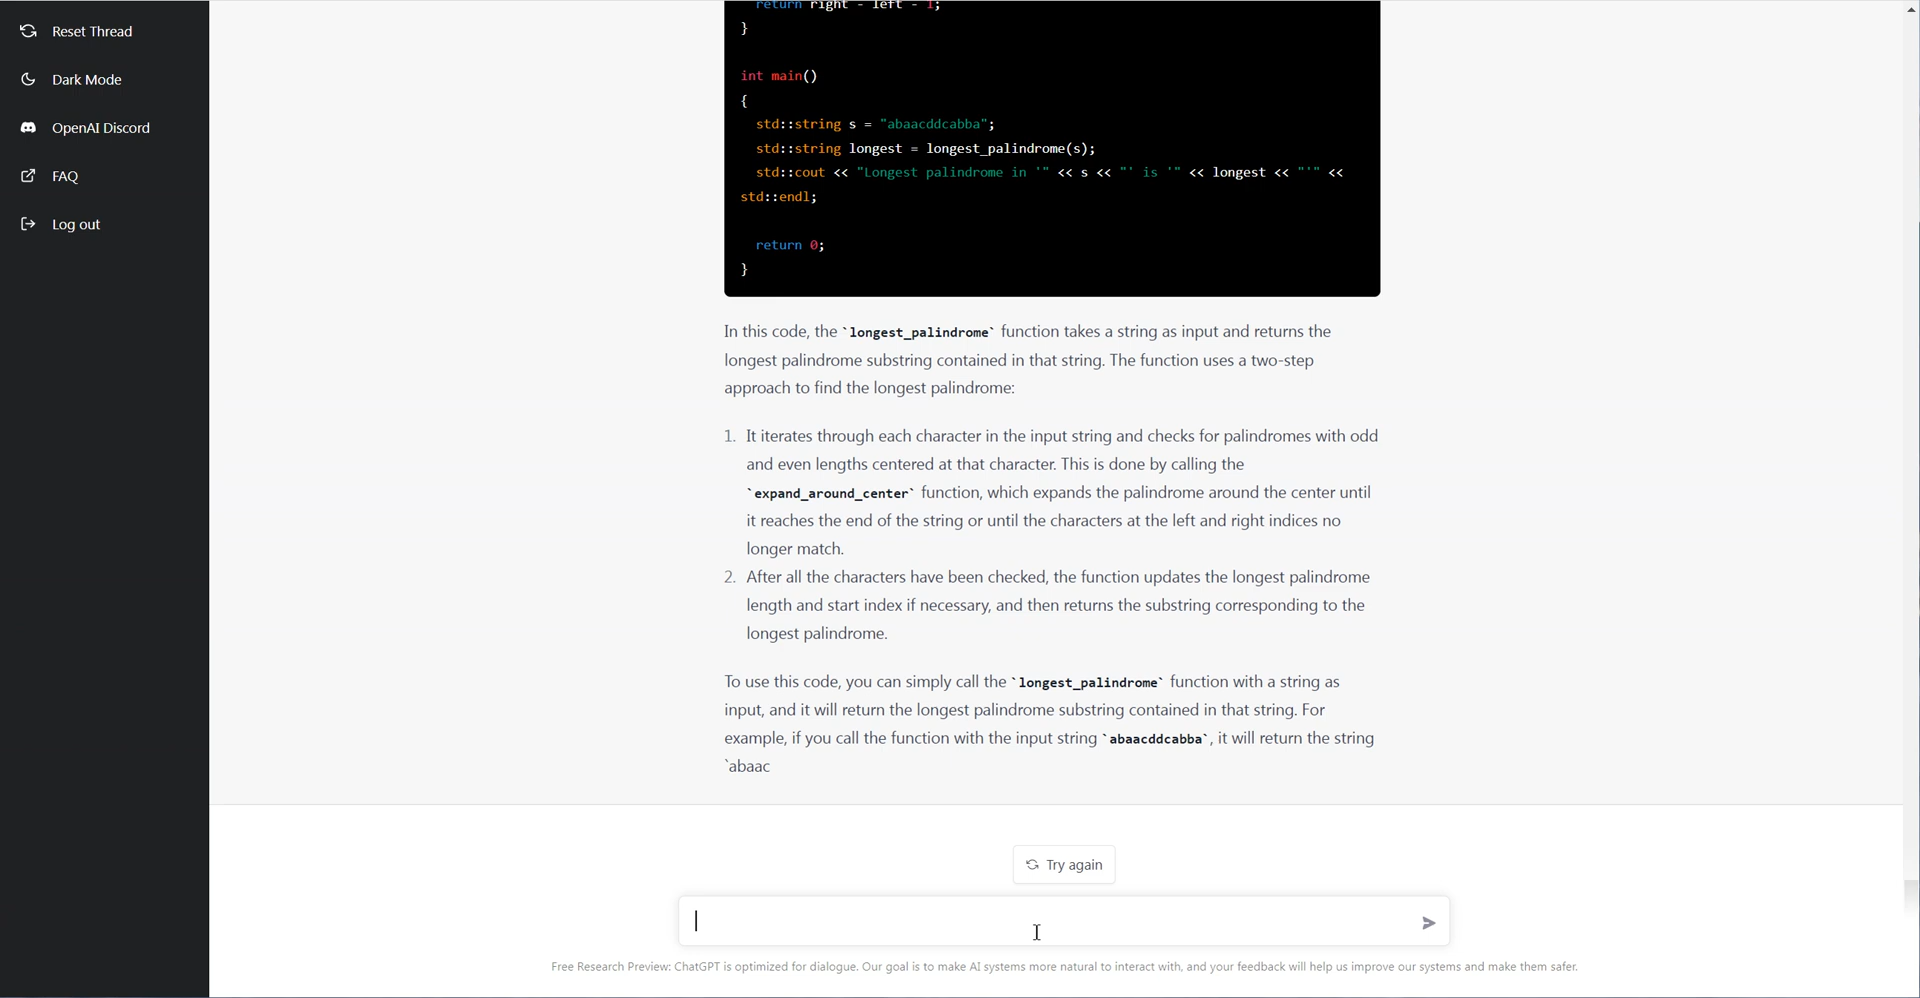 Reset Thread
Dark Mode
OpenAI Discord
FAQ
Log out
return right - left - 1;
}
int main()
{
std::string s = "abaacddcabba";
std::string longest = longest_palindrome(s);
std::cout << "Longest palindrome in '" << s << "' is '" << longest << "'" <<
std::endl;
return 0;
}
In this code, the `longest_palindrome` function takes a string as input and returns the
longest palindrome substring contained in that string. The function uses a two-step
approach to find the longest palindrome:
1. It iterates through each character in the input string and checks for palindromes with odd
and even lengths centered at that character. This is done by calling the
`expand_around_center` function, which expands the palindrome around the center until
it reaches the end of the string or until the characters at the left and right indices no
longer match.
2. After all the characters have been checked, the function updates the longest palindrome
length and start index if necessary, and then returns the substring corresponding to the
longest palindrome.
To use this code, you can simply call the `longest_palindrome` function with a string as
input, and it will return the longest palindrome substring contained in that string. For
example, if you call the function with the input string `abaacddcabba`, it will return the string
`abaac
Try again
Free Research Preview: ChatGPT is optimized for dialogue. Our goal is to make AI systems more natural to interact with, and your feedback will help us improve our systems and make them safer.